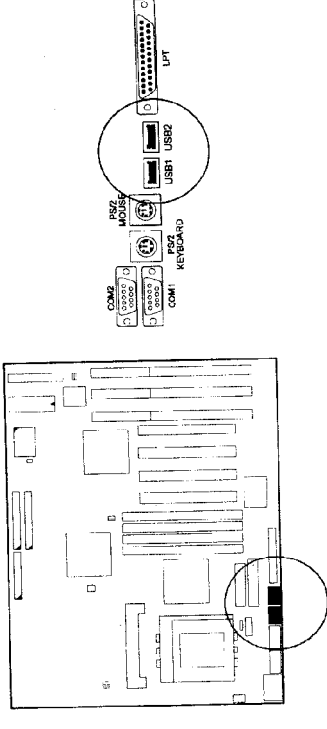 COM2
COM1
PS/2
MOUSE
PS/2
KEYBOARD
USB1
USB2
LPT